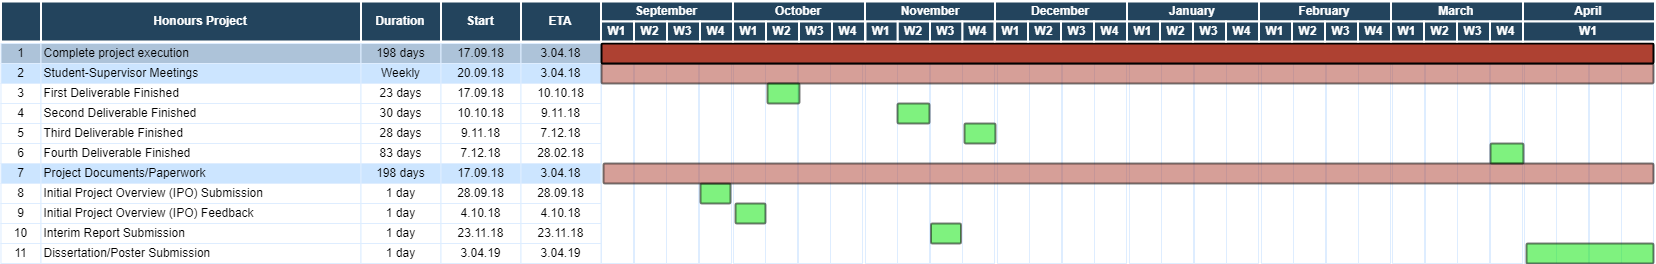 Honours Project Duration Start ETA September October November December January February March April
W1 W2 W3 W4 W1 W2 W3 W4 W1 W2 W3 W4 W1 W2 W3 W4 W1 W2 W3 W4 W1 W2 W3 W4 W1 W2 W3 W4 W1
1 Complete project execution 198 days 17.09.18 3.04.18
2 Student-Supervisor Meetings Weekly 20.09.18 3.04.18
3 First Deliverable Finished 23 days 17.09.18 10.10.18
4 Second Deliverable Finished 30 days 10.10.18 9.11.18
5 Third Deliverable Finished 28 days 9.11.18 7.12.18
6 Fourth Deliverable Finished 83 days 7.12.18 28.02.18
7 Project Documents/Paperwork 198 days 17.09.18 3.04.18
8 Initial Project Overview (IPO) Submission 1 day 28.09.18 28.09.18
9 Initial Project Overview (IPO) Feedback 1 day 4.10.18 4.10.18
10 Interim Report Submission 1 day 23.11.18 23.11.18
11 Dissertation/Poster Submission 1 day 3.04.19 3.04.19